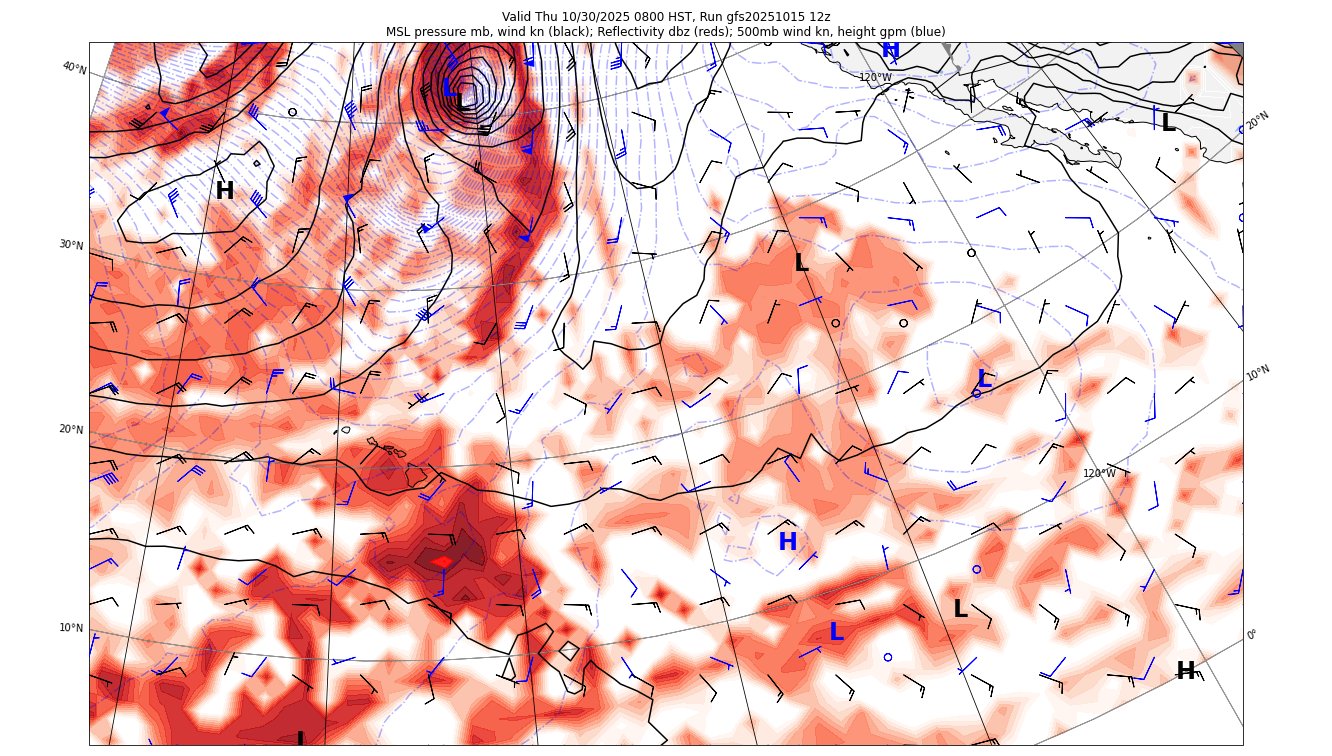 Valid Thu 10/30/2025 0800 HST, Run gfs20251015 12z
MSL pressure mb, wind kn (black); Reflectivity dbz (reds); 500mb wind kn, height gpm (blue)
H
40°N
120°W
L
L
L
20°N
H
30°N
L
L
10°N
20°N
120°W
H
L
10°N
L
0°
H
L